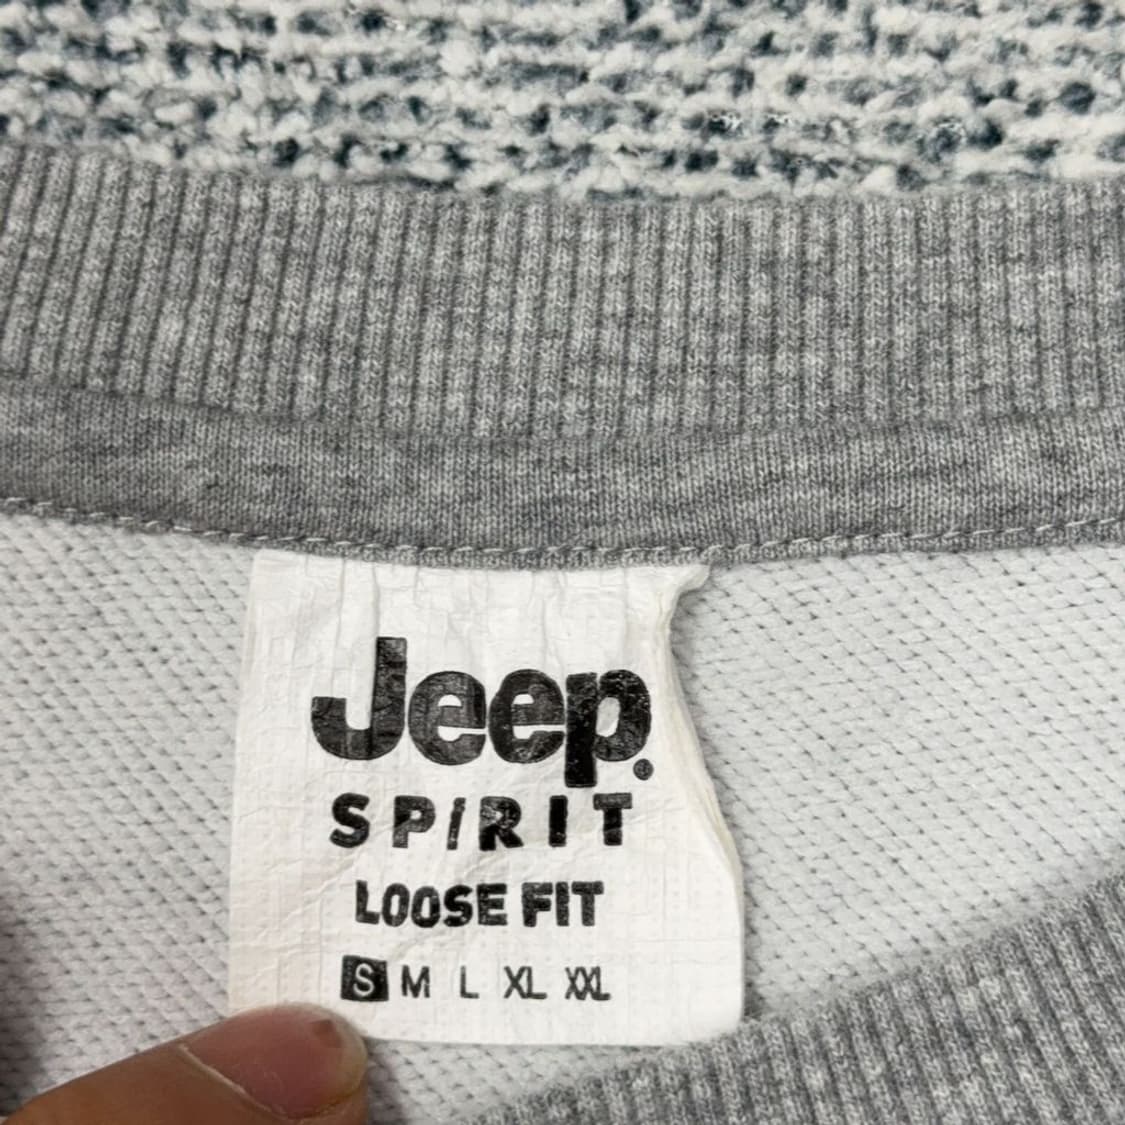 Jeep®
SPIRIT
LOOSE FIT
S M L XL XXL